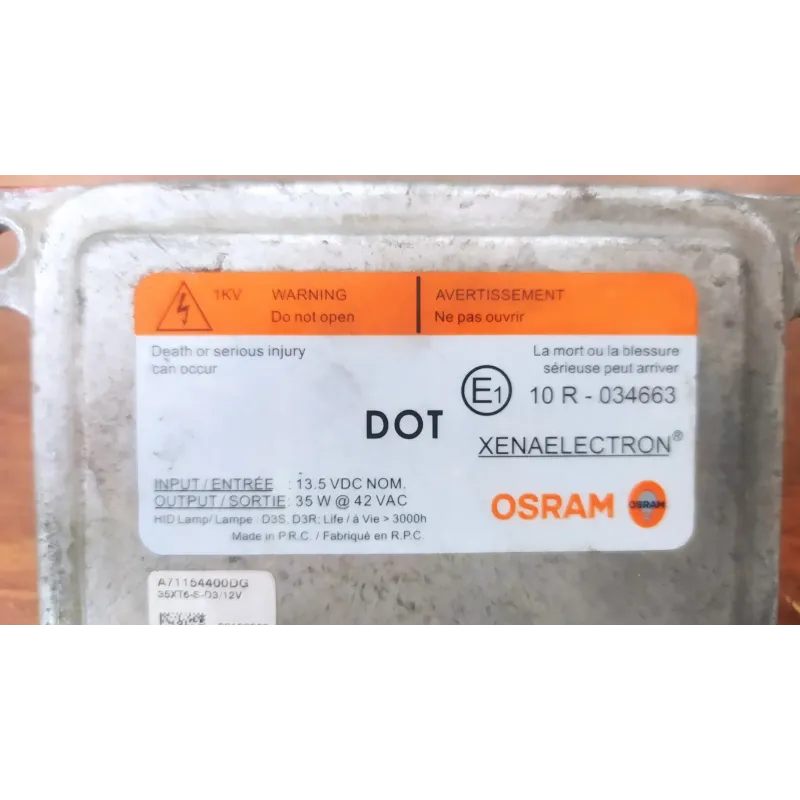 1KV WARNING AVERTISSEMENT
Do not open Ne pas ouvrir
Death or serious injury
can occur
La mort ou la blessure
sérieuse peut arriver
E1 10 R - 034663
DOT
XENAELECTRON®
INPUT / ENTRÉE : 13.5 VDC NOM.
OUTPUT / SORTIE: 35 W @ 42 VAC
HID Lamp/ Lampe : D3S, D3R; Life / à Vie > 3000h
Made in P.R.C. / Fabriqué en R.P.C.
OSRAM OSRAM
A71154400DG
35XT6-S-D3/12V